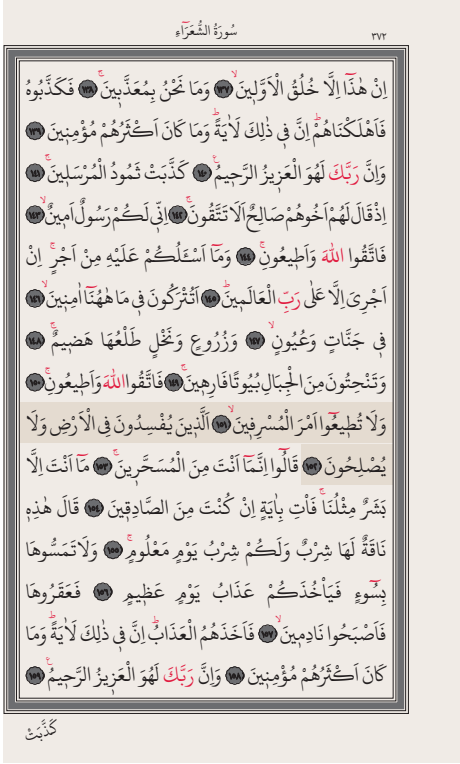 سُورَةُ الشُّعَرَٓاءِ
٣٧٢
اِنْ هٰذَٓا اِلَّا خُلُقُ الْاَوَّل۪ينَۙ ﴿١٣٧﴾ وَمَا نَحْنُ بِمُعَذَّب۪ينَۚ ﴿١٣٨﴾ فَكَذَّبُوهُ
فَاَهْلَكْنَاهُمْۜ اِنَّ ف۪ي ذٰلِكَ لَاٰيَةًۜ وَمَا كَانَ اَكْثَرُهُمْ مُؤْمِن۪ينَ ﴿١٣٩﴾
وَاِنَّ رَبَّكَ لَهُوَ الْعَز۪يزُ الرَّح۪يمُ۟ ﴿١٤٠﴾ كَذَّبَتْ ثَمُودُ الْمُرْسَل۪ينَۚ ﴿١٤١﴾
اِذْ قَالَ لَهُمْ اَخُوهُمْ صَالِحٌ اَلَا تَتَّقُونَۚ ﴿١٤٢﴾ اِنّ۪ي لَكُمْ رَسُولٌ اَم۪ينٌۙ ﴿١٤٣﴾
فَاتَّقُوا اللّٰهَ وَاَط۪يعُونِۚ ﴿١٤٤﴾ وَمَٓا اَسْـَٔلُكُمْ عَلَيْهِ مِنْ اَجْرٍۚ اِنْ
اَجْرِيَ اِلَّا عَلٰى رَبِّ الْعَالَم۪ينَۜ ﴿١٤٥﴾ اَتُتْرَكُونَ ف۪ي مَا هٰهُنَٓا اٰمِن۪ينَۙ ﴿١٤٦﴾
ف۪ي جَنَّاتٍ وَعُيُونٍۙ ﴿١٤٧﴾ وَزُرُوعٍ وَنَخْلٍ طَلْعُهَا هَض۪يمٌۚ ﴿١٤٨﴾
وَتَنْحِتُونَ مِنَ الْجِبَالِ بُيُوتًا فَارِه۪ينَۚ ﴿١٤٩﴾ فَاتَّقُوا اللّٰهَ وَاَط۪يعُونِۚ ﴿١٥٠﴾
وَلَا تُط۪يعُٓوا اَمْرَ الْمُسْرِف۪ينَۙ ﴿١٥١﴾ اَلَّذ۪ينَ يُفْسِدُونَ فِي الْاَرْضِ وَلَا
يُصْلِحُونَ ﴿١٥٢﴾ قَالُٓوا اِنَّمَٓا اَنْتَ مِنَ الْمُسَحَّر۪ينَۚ ﴿١٥٣﴾ مَٓا اَنْتَ اِلَّا
بَشَرٌ مِثْلُنَاۚ فَأْتِ بِاٰيَةٍ اِنْ كُنْتَ مِنَ الصَّادِق۪ينَ ﴿١٥٤﴾ قَالَ هٰذِه۪
نَاقَةٌ لَهَا شِرْبٌ وَلَكُمْ شِرْبُ يَوْمٍ مَعْلُومٍۚ ﴿١٥٥﴾ وَلَا تَمَسُّوهَا
بِسُٓوءٍ فَيَأْخُذَكُمْ عَذَابُ يَوْمٍ عَظ۪يمٍ ﴿١٥٦﴾ فَعَقَرُوهَا
فَاَصْبَحُوا نَادِم۪ينَۙ ﴿١٥٧﴾ فَاَخَذَهُمُ الْعَذَابُۜ اِنَّ ف۪ي ذٰلِكَ لَاٰيَةًۜ وَمَا
كَانَ اَكْثَرُهُمْ مُؤْمِن۪ينَ ﴿١٥٨﴾ وَاِنَّ رَبَّكَ لَهُوَ الْعَز۪يزُ الرَّح۪يمُ۟ ﴿١٥٩﴾
كَذَّبَتْ